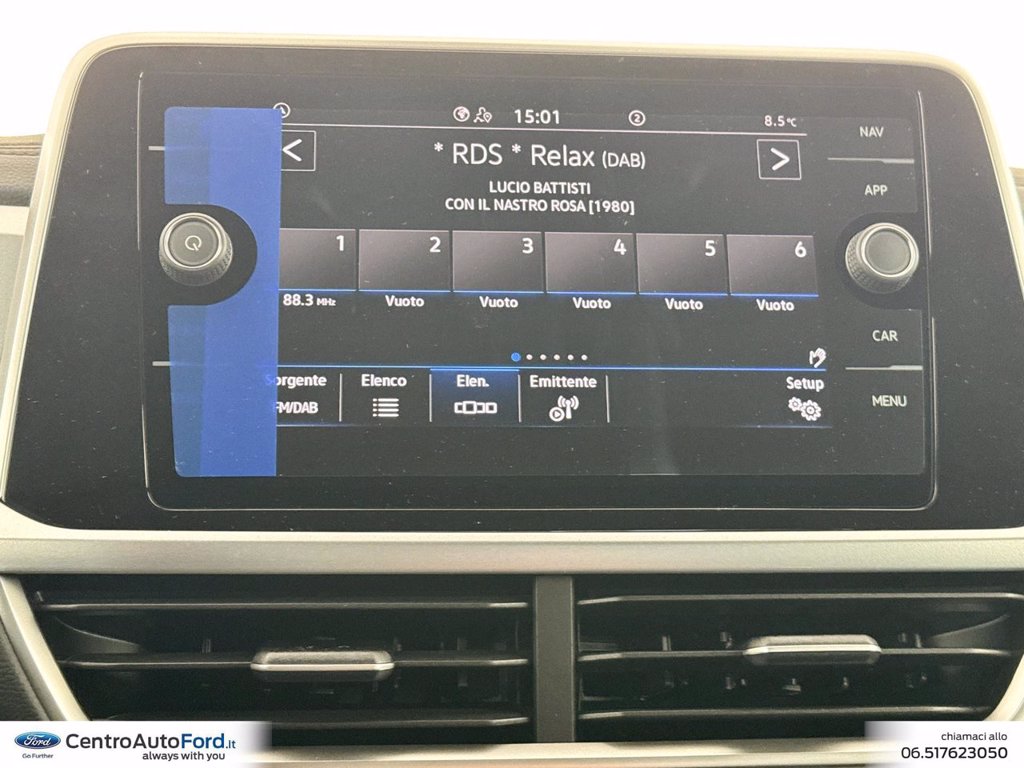 15:01
2
8.5°C
NAV
* RDS * Relax (DAB)
APP
LUCIO BATTISTI
CON IL NASTRO ROSA [1980]
1 2 3 4 5 6
88.3 MHz Vuoto Vuoto Vuoto Vuoto Vuoto
CAR
Sorgente Elenco Elen. Emittente Setup
FM/DAB
MENU
Ford
Go Further
CentroAutoFord.it
always with you
chiamaci allo
06.517623050